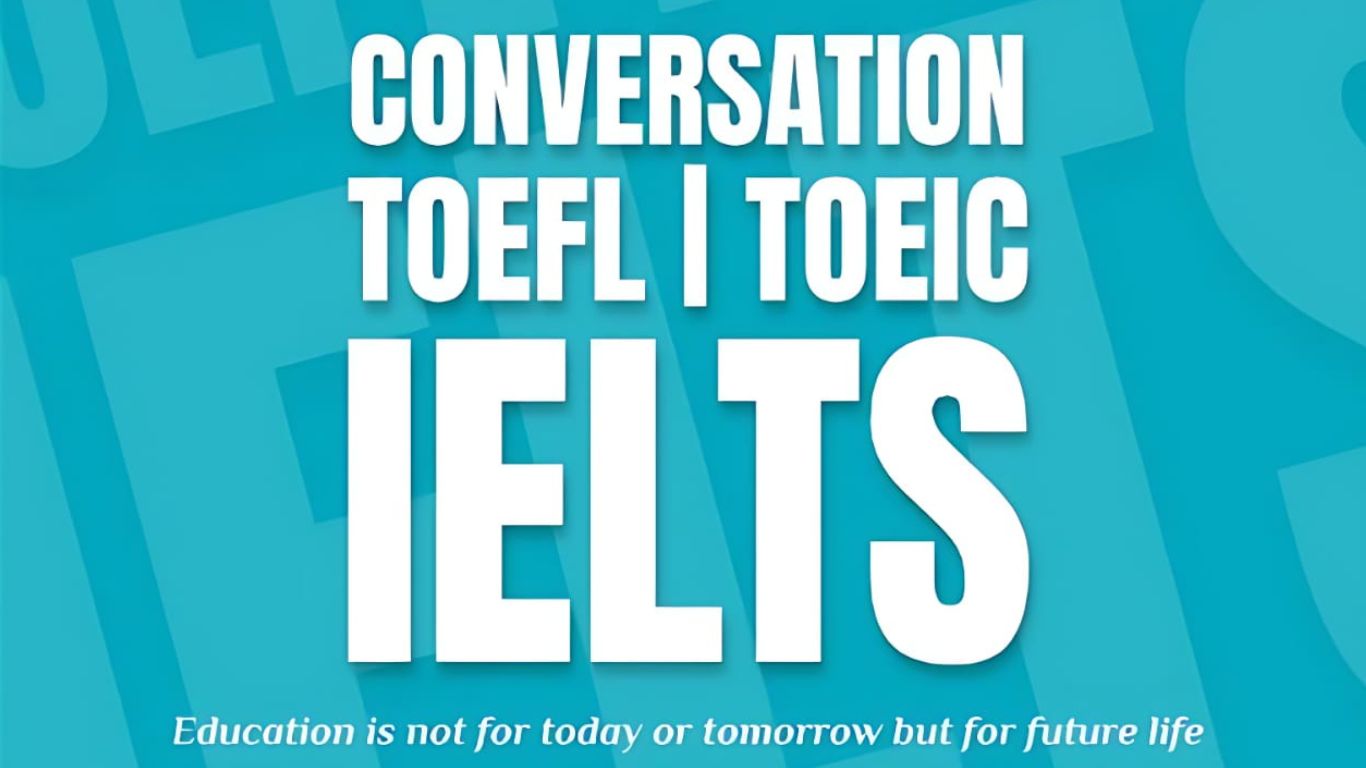 CONVERSATION
TOEFL | TOEIC
IELTS
Education is not for today or tomorrow but for future life